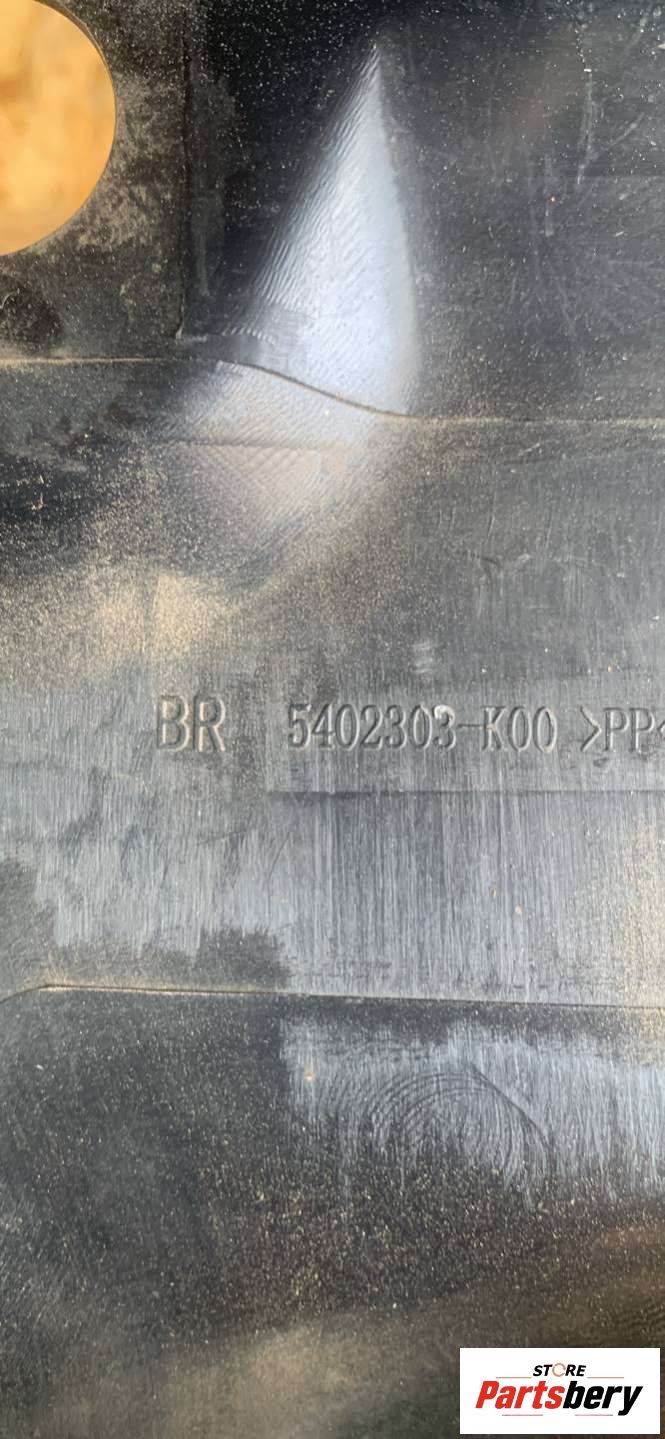 BR 5402303-K00 >PP<
STORE
Partsbery